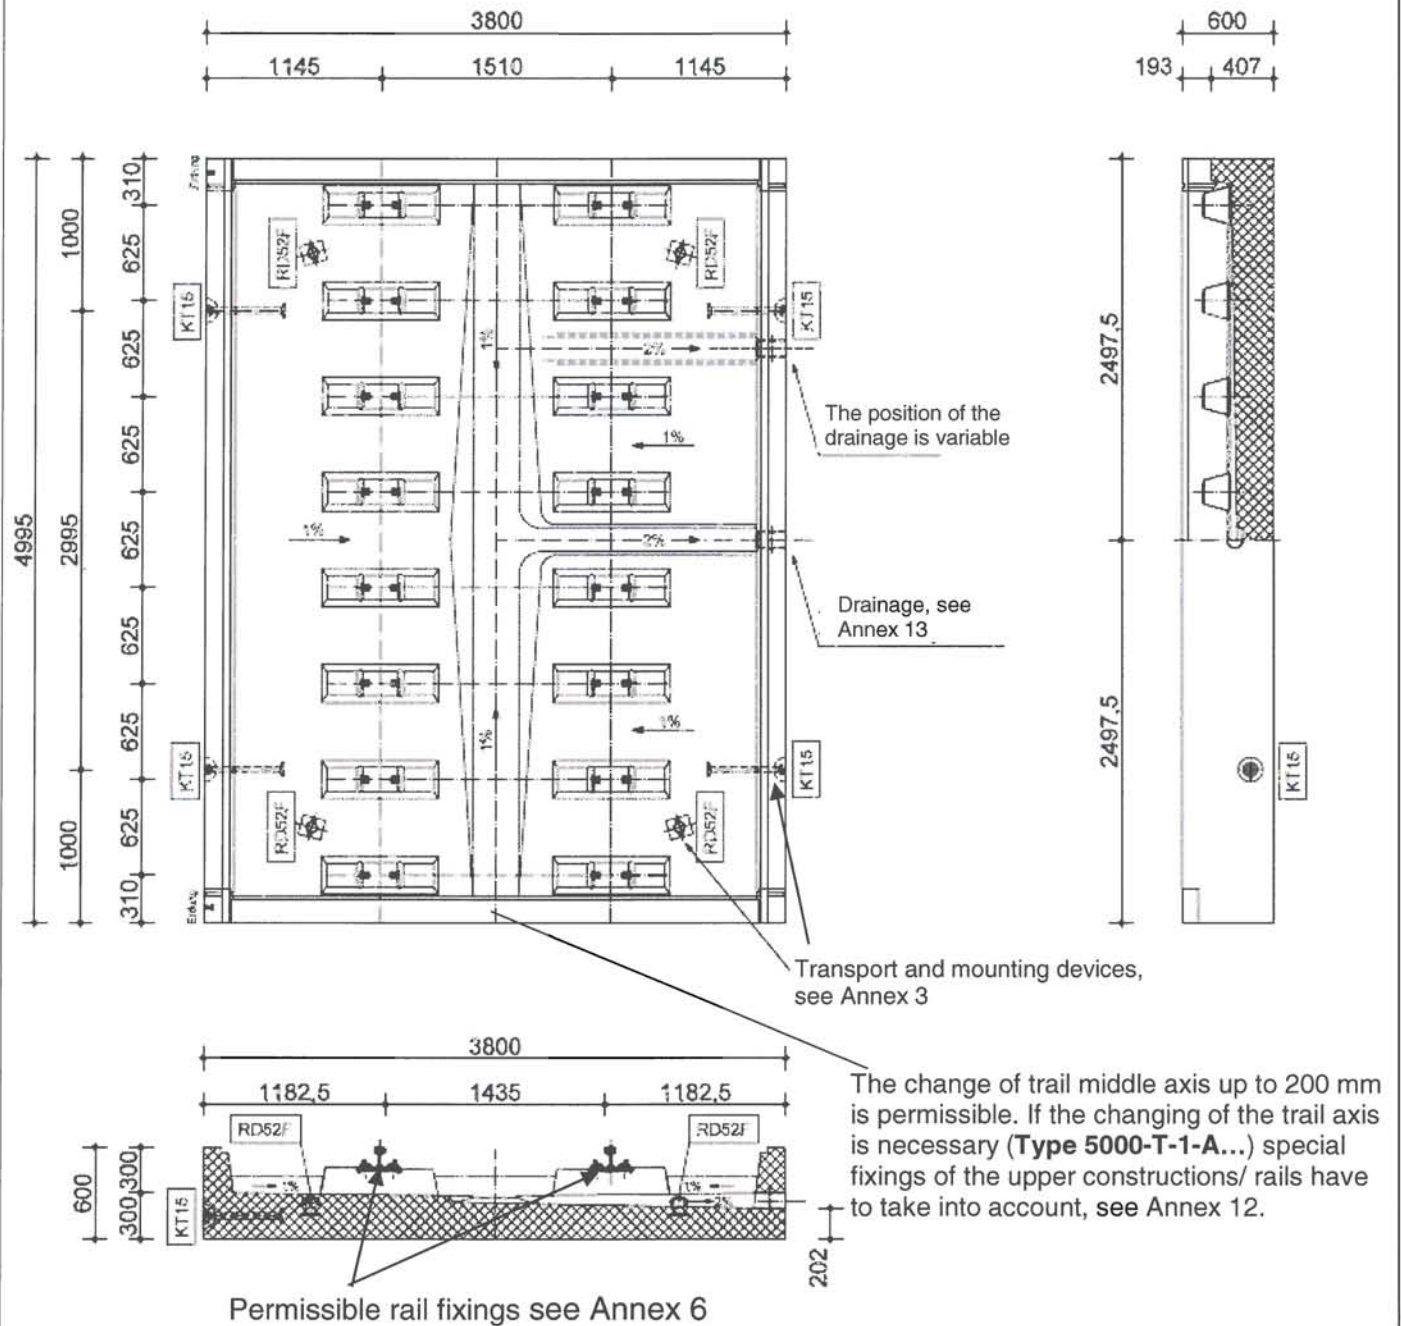 3800
600
1145 1510 1145
193 407
310
1000
625
RD52F
RD52F
KT15
KT15
1%
2%
625
2497,5
The position of the
drainage is variable
1%
625
4995
2995
625
1%
2%
Drainage, see
Annex 13
625
1%
1%
625
2497,5
KT15
KT15
KT15
RD52F
RD52F
1000
625
310
Transport and mounting devices,
see Annex 3
3800
1182,5 1435 1182,5
RD52F
RD52F
The change of trail middle axis up to 200 mm
is permissible. If the changing of the trail axis
is necessary (Type 5000-T-1-A...) special
fixings of the upper constructions/ rails have
to take into account, see Annex 12.
600
300
300
KT15
1%
1%
2%
202
Permissible rail fixings see Annex 6